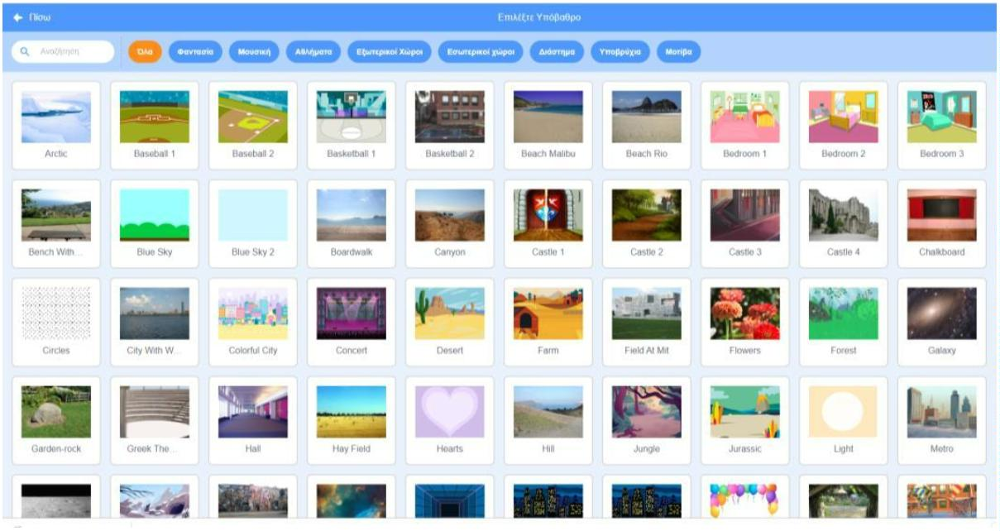 Πίσω
Επιλέξτε Υπόβαθρο
Αναζήτηση
Όλα Φαντασία Μουσική Αθλήματα Εξωτερικοί Χώροι Εσωτερικοί χώροι Διάστημα Υποβρύχια Μοτίβα
Arctic Baseball 1 Baseball 2 Basketball 1 Basketball 2 Beach Malibu Beach Rio Bedroom 1 Bedroom 2 Bedroom 3
Bench With... Blue Sky Blue Sky 2 Boardwalk Canyon Castle 1 Castle 2 Castle 3 Castle 4 Chalkboard
Circles City With W... Colorful City Concert Desert Farm Field At Mit Flowers Forest Galaxy
Garden-rock Greek The... Hall Hay Field Hearts Hill Jungle Jurassic Light Metro